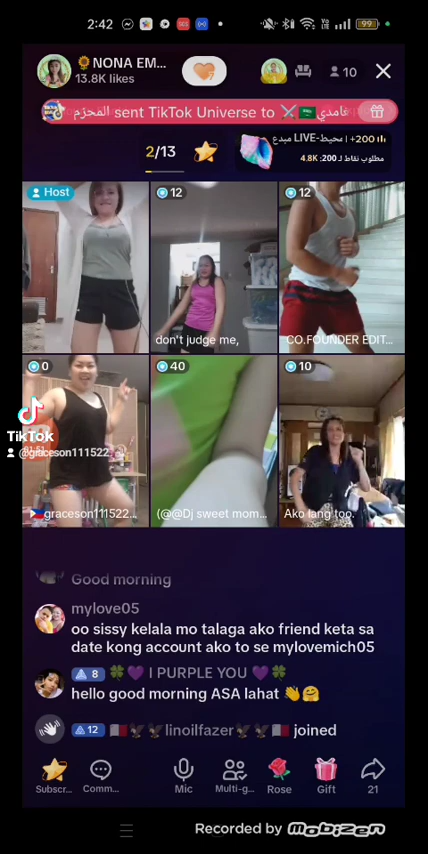 2:42
99
🌻NONA EM...
13.8K likes
10
المحرّم sent TikTok Universe to ⚔️🇸🇦غامدي
2/13
محيط-LIVE مبدع | +200
مطلوب نقاط لـ 200: 4.8K
Host
12
12
don't judge me,
CO.FOUNDER EDIT...
0
40
10
TikTok
graceson111522...
(@@Dj sweet mom...
Ako lang too.
Good morning
mylove05
oo sissy kelala mo talaga ako friend keta sa
date kong account ako to se mylovemich05
8 🍀💜 I PURPLE YOU 💜🍀
hello good morning ASA lahat 👋🤗
12 linoilfazer joined
Subscr...
Comm...
Mic
Multi-g...
Rose
Gift
21
Recorded by mobizen